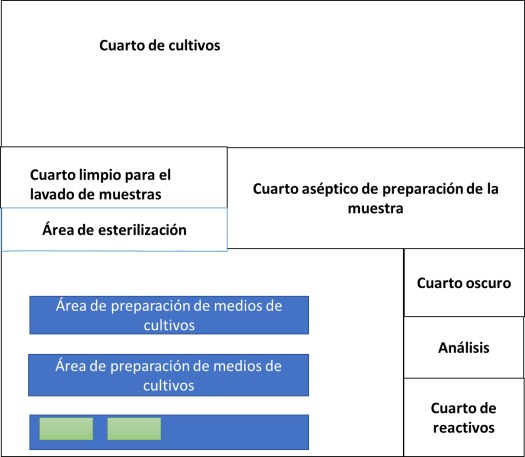 Cuarto de cultivos
Cuarto limpio para el
lavado de muestras
Cuarto aséptico de preparación de la
muestra
Área de esterilización
Cuarto oscuro
Área de preparación de medios de
cultivos
Análisis
Área de preparación de medios de
cultivos
Cuarto de
reactivos